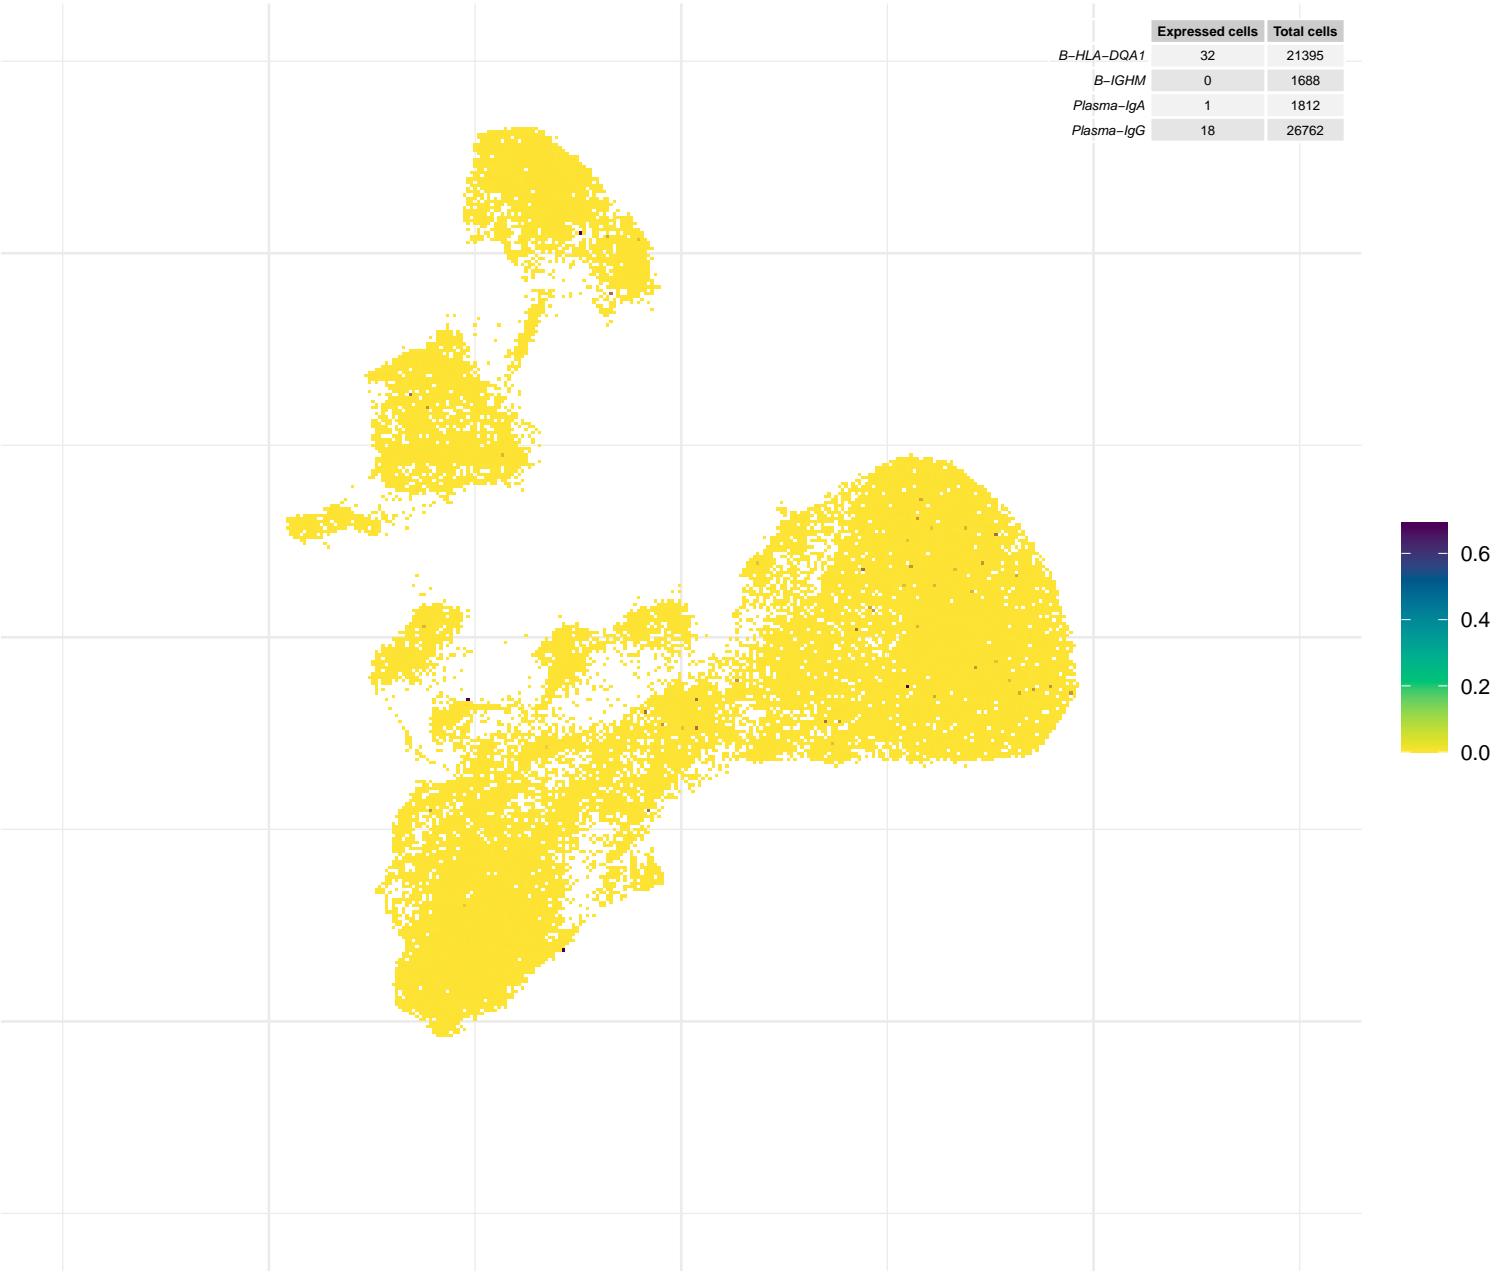 Expressed cells Total cells
B−HLA−DQA1 32 21395
B−IGHM 0 1688
Plasma−IgA 1 1812
Plasma−IgG 18 26762
0.6
0.4
0.2
0.0